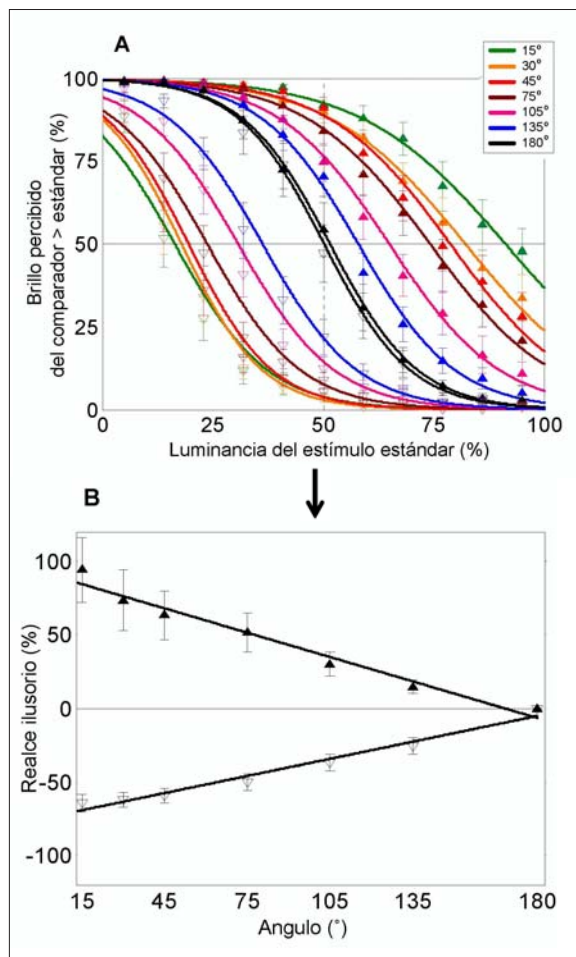 A
15°
30°
45°
75°
105°
135°
180°
100
75
50
25
0
Brillo percibido
del comparador > estándar (%)
0 25 50 75 100
Luminancia del estímulo estándar (%)
B
100
50
0
-50
-100
Realce ilusorio (%)
15 45 75 105 135 180
Angulo (°)